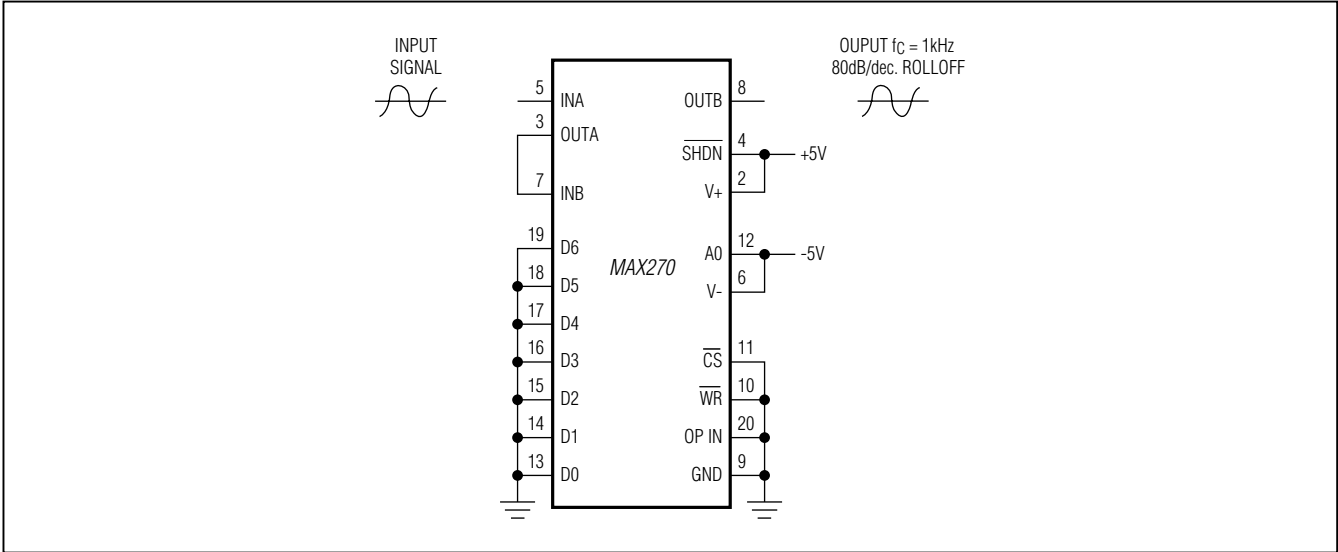 INPUT
SIGNAL
OUPUT fC = 1kHz
80dB/dec. ROLLOFF
5 INA
3 OUTA
7 INB
19 D6
18 D5
17 D4
16 D3
15 D2
14 D1
13 D0
MAX270
OUTB 8
SHDN 4
+5V
V+ 2
A0 12
-5V
V- 6
CS 11
WR 10
OP IN 20
GND 9